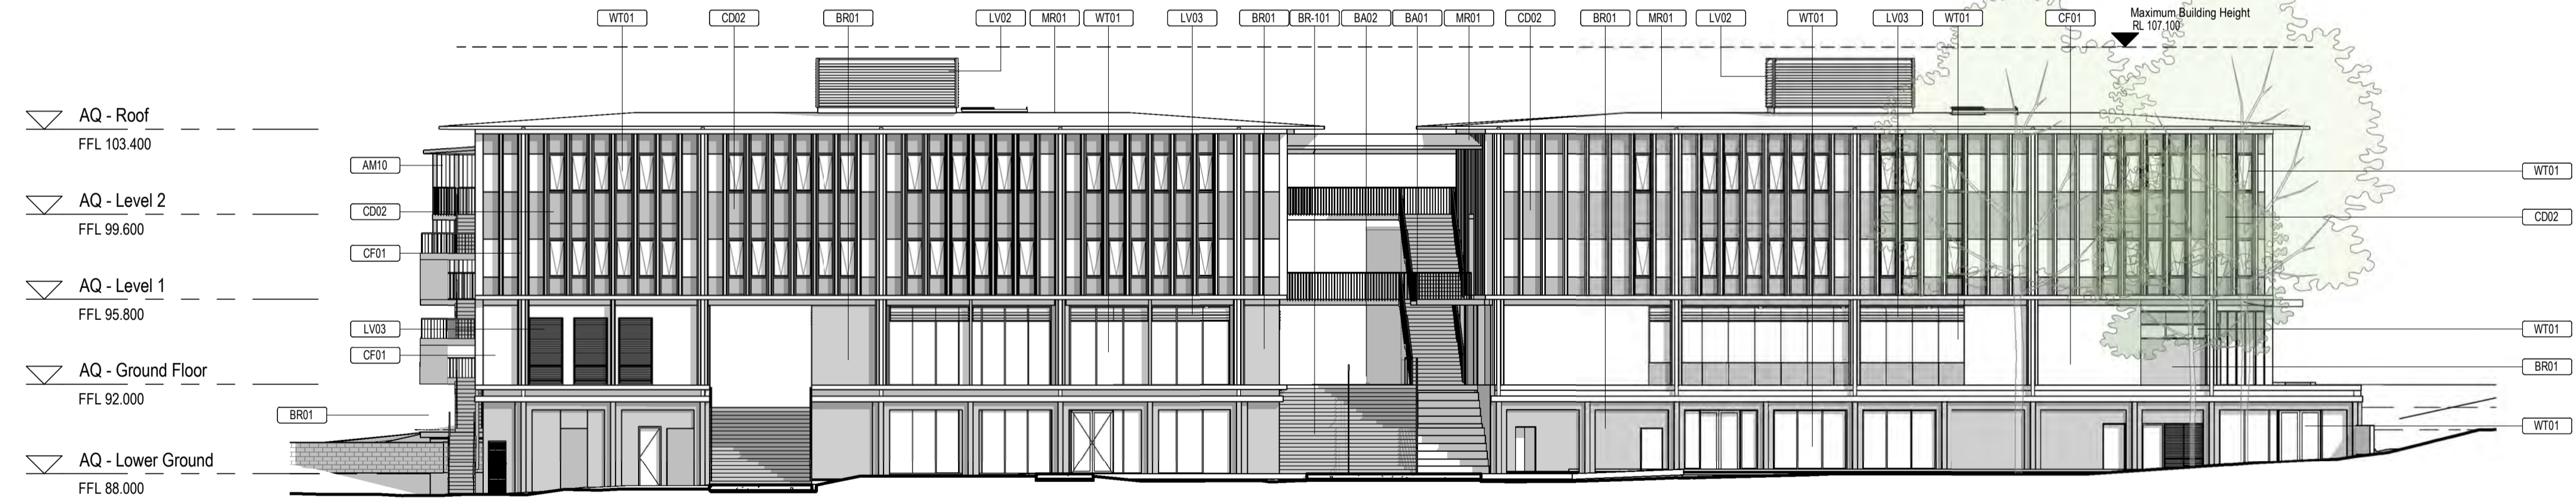 WT01 CD02 BR01 LV02 MR01 WT01 LV03 BR01 BR-101 BA02 BA01 MR01 CD02 BR01 MR01 LV02 WT01 LV03 WT01 CF01
Maximum Building Height
RL 107.100
AQ - Roof
FFL 103.400
AM10
WT01
AQ - Level 2
FFL 99.600
CD02
CD02
CF01
AQ - Level 1
FFL 95.800
LV03
WT01
CF01
AQ - Ground Floor
FFL 92.000
BR01
BR01
WT01
AQ - Lower Ground
FFL 88.000